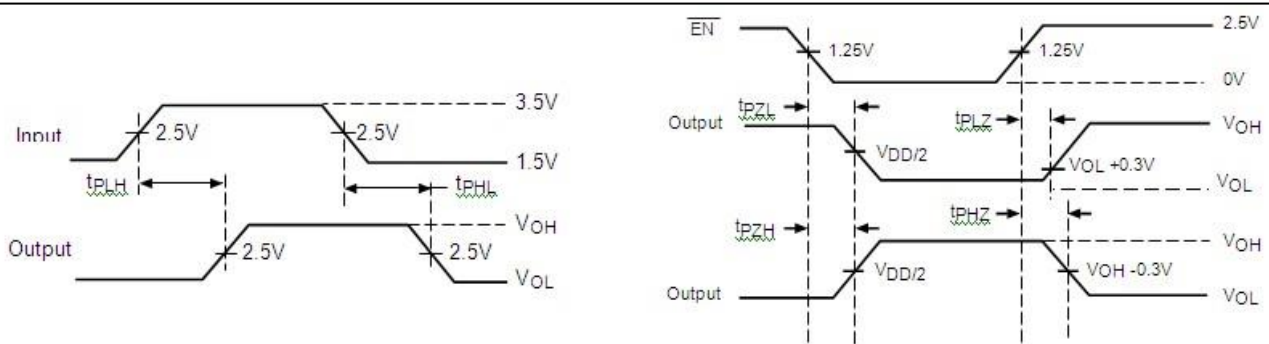 Input
2.5V
2.5V
3.5V
1.5V
tPLH
tPHL
Output
2.5V
2.5V
VOH
VOL
EN
1.25V
1.25V
2.5V
0V
tPZL
tPLZ
Output
VDD/2
VOL +0.3V
VOH
VOL
tPZH
tPHZ
Output
VDD/2
VOH -0.3V
VOH
VOL